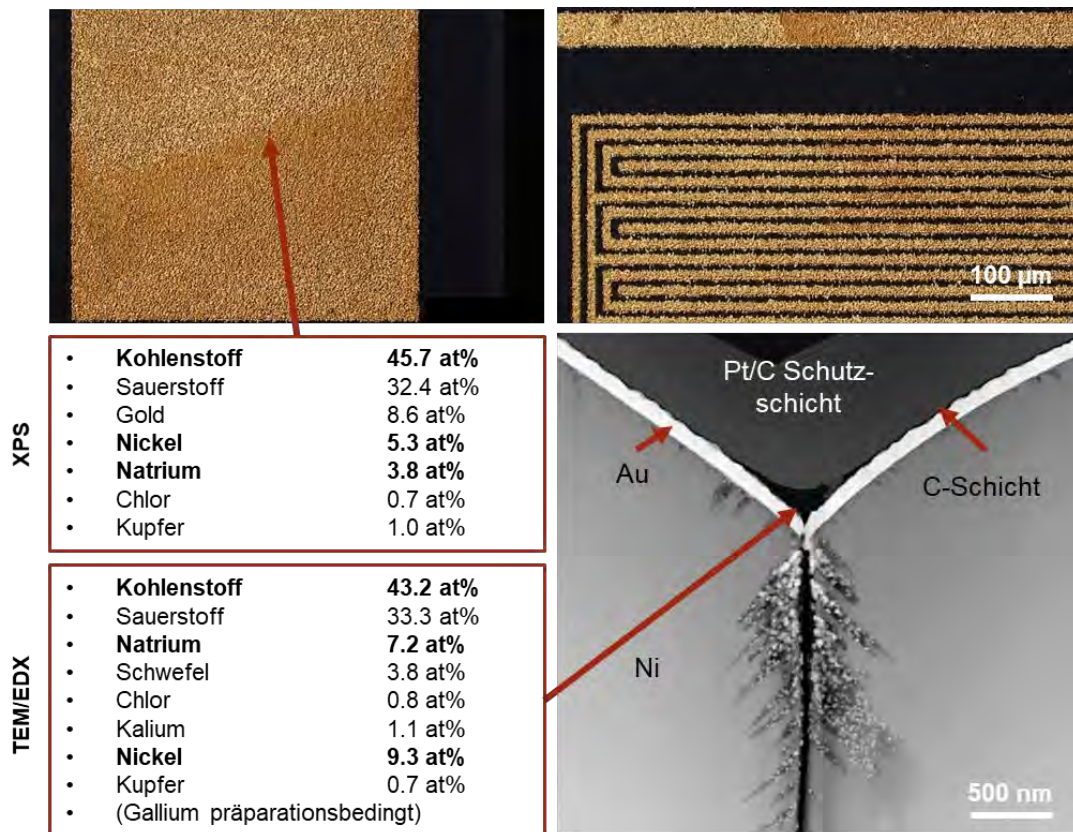 100 µm
XPS
• Kohlenstoff 45.7 at%
• Sauerstoff 32.4 at%
• Gold 8.6 at%
• Nickel 5.3 at%
• Natrium 3.8 at%
• Chlor 0.7 at%
• Kupfer 1.0 at%
TEM/EDX
• Kohlenstoff 43.2 at%
• Sauerstoff 33.3 at%
• Natrium 7.2 at%
• Schwefel 3.8 at%
• Chlor 0.8 at%
• Kalium 1.1 at%
• Nickel 9.3 at%
• Kupfer 0.7 at%
• (Gallium präparationsbedingt)
Pt/C Schutz-
schicht
Au
C-Schicht
Ni
500 nm